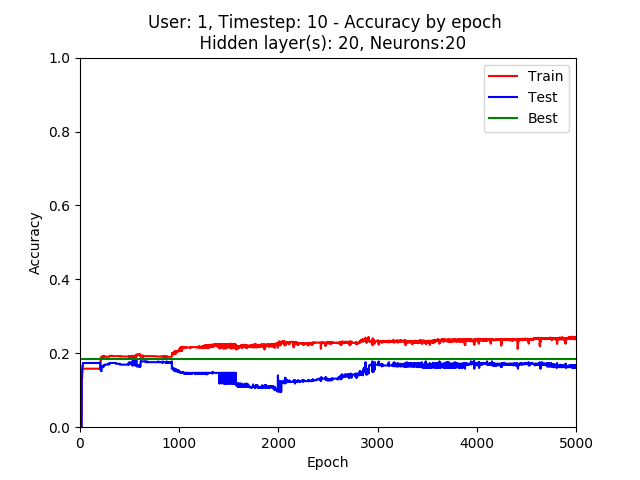 User: 1, Timestep: 10 - Accuracy by epoch
Hidden layer(s): 20, Neurons:20
Train
Test
Best
1.0
0.8
0.6
0.4
0.2
0.0
Accuracy
0 1000 2000 3000 4000 5000
Epoch